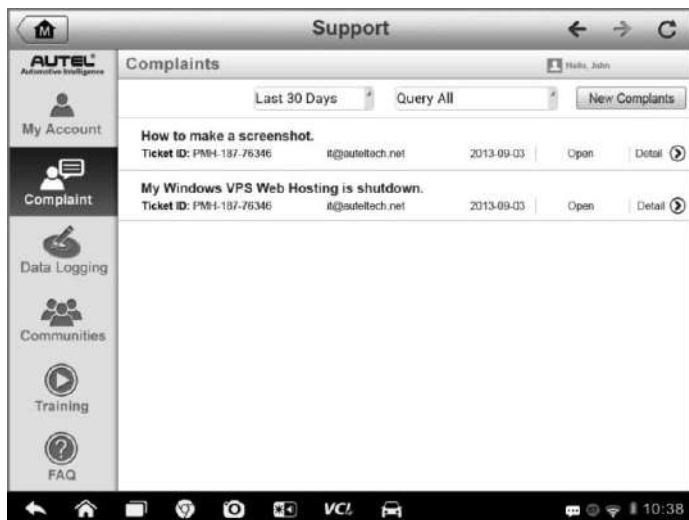 Support
AUTEL
Automotive Intelligence
Complaints
Hello, John
Last 30 Days
Query All
New Complants
My Account
How to make a screenshot.
Ticket ID: PMH-187-76346 it@auteltech.net 2013-09-03 Open Detail
Complaint
My Windows VPS Web Hosting is shutdown.
Ticket ID: PMH-187-76346 it@auteltech.net 2013-09-03 Open Detail
Data Logging
Communities
Training
FAQ
VCI
10:38